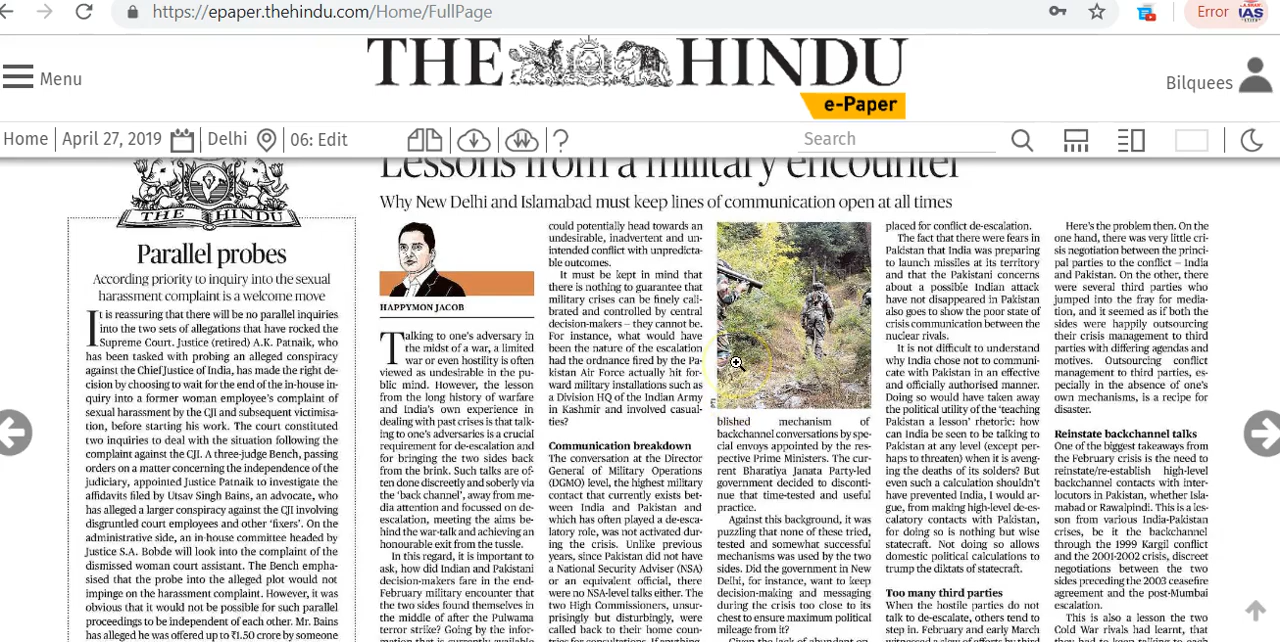 https://epaper.thehindu.com/Home/FullPage
Error
IAS
Menu
THE HINDU
e-Paper
Bilquees
Home
April 27, 2019
Delhi
06: Edit
?
Search
Lessons from a military encounter
Why New Delhi and Islamabad must keep lines of communication open at all times
THE HINDU
Parallel probes
According priority to inquiry into the sexual
harassment complaint is a welcome move
It is reassuring that there will be no parallel inquiries
into the two sets of allegations that have rocked the
Supreme Court. Justice (retired) A.K. Patnaik, who
has been tasked with probing an alleged conspiracy
against the Chief Justice of India, has made the right de-
cision by choosing to wait for the end of the in-house in-
quiry into a former woman employee's complaint of
sexual harassment by the CJI and subsequent victimisa-
tion, before starting his work. The court constituted
two inquiries to deal with the situation following the
complaint against the CJI. A three-judge Bench, passing
orders on a matter concerning the independence of the
judiciary, appointed Justice Patnaik to investigate the
affidavits filed by Utsav Singh Bains, an advocate, who
has alleged a larger conspiracy against the CJI involving
disgruntled court employees and other 'fixers'. On the
administrative side, an in-house committee headed by
Justice S.A. Bobde will look into the complaint of the
dismissed woman court assistant. The Bench empha-
sised that the probe into the alleged plot would not
impinge on the harassment complaint. However, it was
obvious that it would not be possible for such parallel
proceedings to be independent of each other. Mr. Bains
has alleged he was offered up to ₹1.50 crore by someone
HAPPYMON JACOB
Talking to one's adversary in
the midst of a war, a limited
war or even hostility is often
viewed as undesirable in the pu-
blic mind. However, the lesson
from the long history of warfare
and India's own experience in
dealing with past crises is that talk-
ing to one's adversaries is a crucial
requirement for de-escalation and
for bringing the two sides back
from the brink. Such talks are of-
ten done discreetly and soberly via
the 'back channel', away from me-
dia attention and focussed on de-
escalation, meeting the aims be-
hind the war-talk and achieving an
honourable exit from the tussle.
In this regard, it is important to
ask, how did Indian and Pakistani
decision-makers fare in the end-
February military encounter that
the two sides found themselves in
the middle of after the Pulwama
terror strike? Going by the infor-
mation that is currently available
could potentially head towards an
undesirable, inadvertent and un-
intended conflict with unpredicta-
ble outcomes.
It must be kept in mind that
there is nothing to guarantee that
military crises can be finely cali-
brated and controlled by central
decision-makers – they cannot be.
For instance, what would have
been the nature of the escalation
had the ordnance fired by the Pa-
kistan Air Force actually hit for-
ward military installations such as
a Division HQ of the Indian Army
in Kashmir and involved casual-
ties?
Communication breakdown
The conversation at the Director
General of Military Operations
(DGMO) level, the highest military
contact that currently exists bet-
ween India and Pakistan and
which has often played a de-esca-
latory role, was not activated dur-
ing the crisis. Unlike previous
years, since Pakistan did not have
a National Security Adviser (NSA)
or an equivalent official, there
were no NSA-level talks either. The
two High Commissioners, unsur-
prisingly but disturbingly, were
called back to their home coun-
tries for consultations. If anything,
blished mechanism of
backchannel conversations by spe-
cial envoys appointed by the res-
pective Prime Ministers. The cur-
rent Bharatiya Janata Party-led
government decided to disconti-
nue that time-tested and useful
practice.
Against this background, it was
puzzling that none of these tried,
tested and somewhat successful
mechanisms was used by the two
sides. Did the government in New
Delhi, for instance, want to keep
decision-making and messaging
during the crisis too close to its
chest to ensure maximum political
mileage from it?
Given the lack of abundant on-
placed for conflict de-escalation.
The fact that there were fears in
Pakistan that India was preparing
to launch missiles at its territory
and that the Pakistani concerns
about a possible Indian attack
have not disappeared in Pakistan
also goes to show the poor state of
crisis communication between the
nuclear rivals.
It is not difficult to understand
why India chose not to communi-
cate with Pakistan in an effective
and officially authorised manner.
Doing so would have taken away
the political utility of the 'teaching
Pakistan a lesson' rhetoric: how
can India be seen to be talking to
Pakistan at any level (except per-
haps to threaten) when it is aveng-
ing the deaths of its solders? But
even such a calculation shouldn't
have prevented India, I would ar-
gue, from making high-level de-es-
calatory contacts with Pakistan,
for doing so is nothing but wise
statecraft. Not doing so allows
domestic political calculations to
trump the diktats of statecraft.
Too many third parties
When the hostile parties do not
talk to de-escalate, others tend to
step in. February and early March
witnessed a slew of efforts by third
Here's the problem then. On the
one hand, there was very little cri-
sis negotiation between the princi-
pal parties to the conflict – India
and Pakistan. On the other, there
were several third parties who
jumped into the fray for media-
tion, and it seemed as if both the
sides were happily outsourcing
their crisis management to third
parties with differing agendas and
motives. Outsourcing conflict
management to third parties, es-
pecially in the absence of one's
own mechanisms, is a recipe for
disaster.
Reinstate backchannel talks
One of the biggest takeaways from
the February crisis is the need to
reinstate/re-establish high-level
backchannel contacts with inter-
locutors in Pakistan, whether Isla-
mabad or Rawalpindi. This is a les-
son from various India-Pakistan
crises, be it the backchannel
through the 1999 Kargil conflict
and the 2001-2002 crisis, discreet
negotiations between the two
sides preceding the 2003 ceasefire
agreement and the post-Mumbai
escalation.
This is also a lesson the two
Cold War rivals had learnt, that
they had to keep talking to each